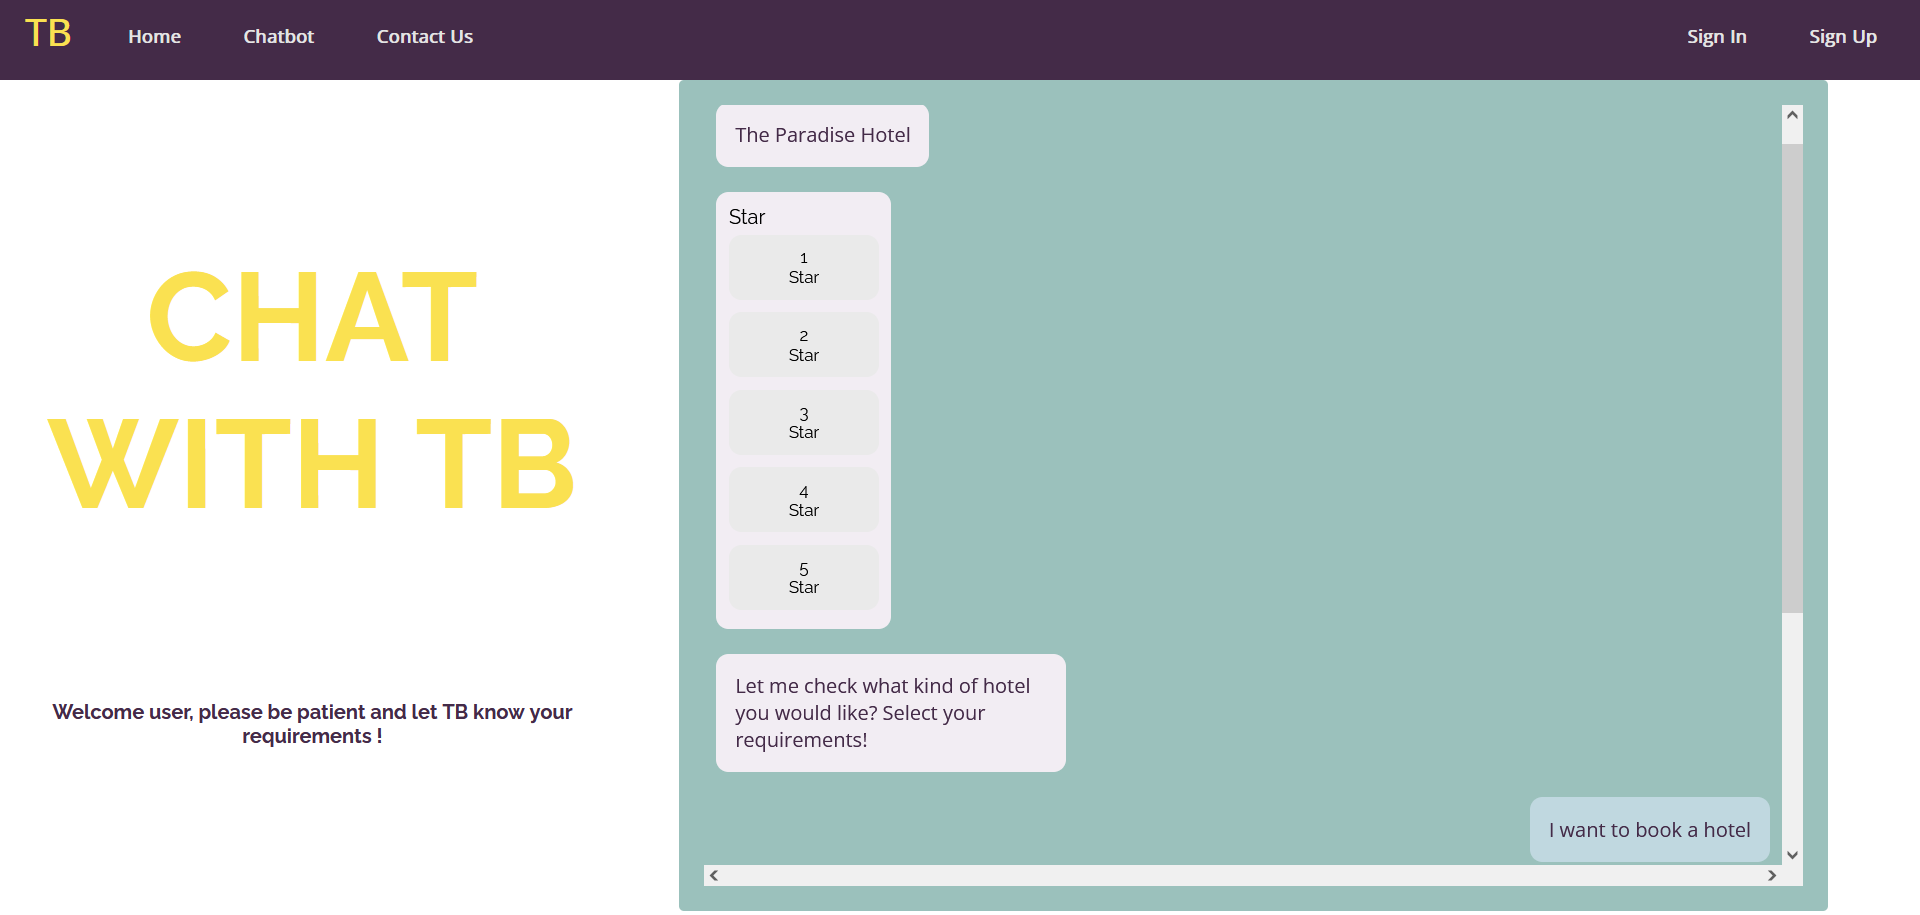 TB
Home
Chatbot
Contact Us
Sign In
Sign Up
CHAT
WITH TB
Welcome user, please be patient and let TB know your
requirements !
The Paradise Hotel
Star
1
Star
2
Star
3
Star
4
Star
5
Star
Let me check what kind of hotel
you would like? Select your
requirements!
I want to book a hotel